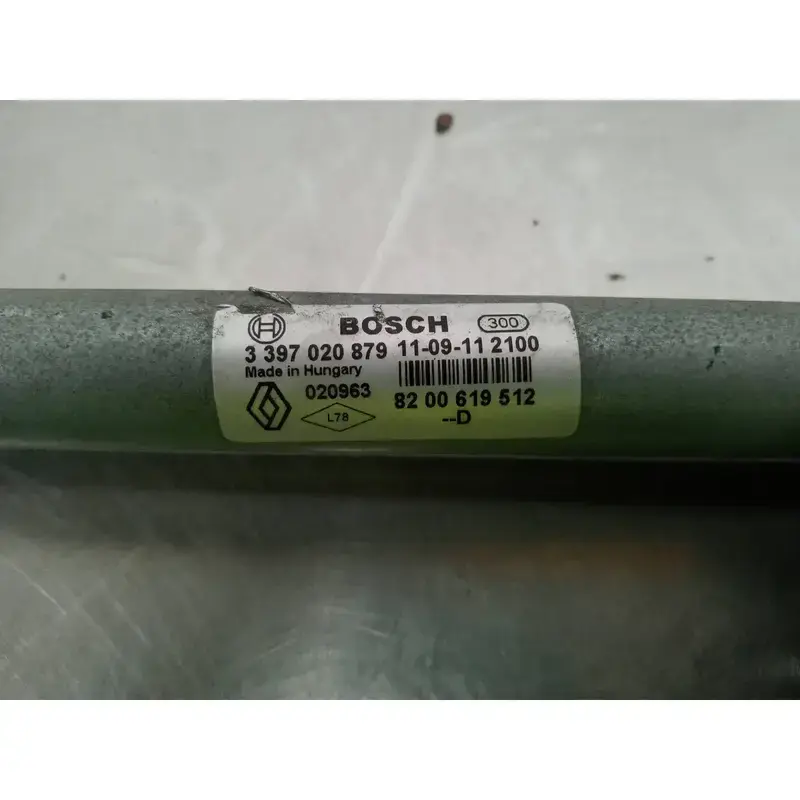 BOSCH 300
3 397 020 879 11-09-11 2100
Made in Hungary
020963
L78
82 00 619 512
--D